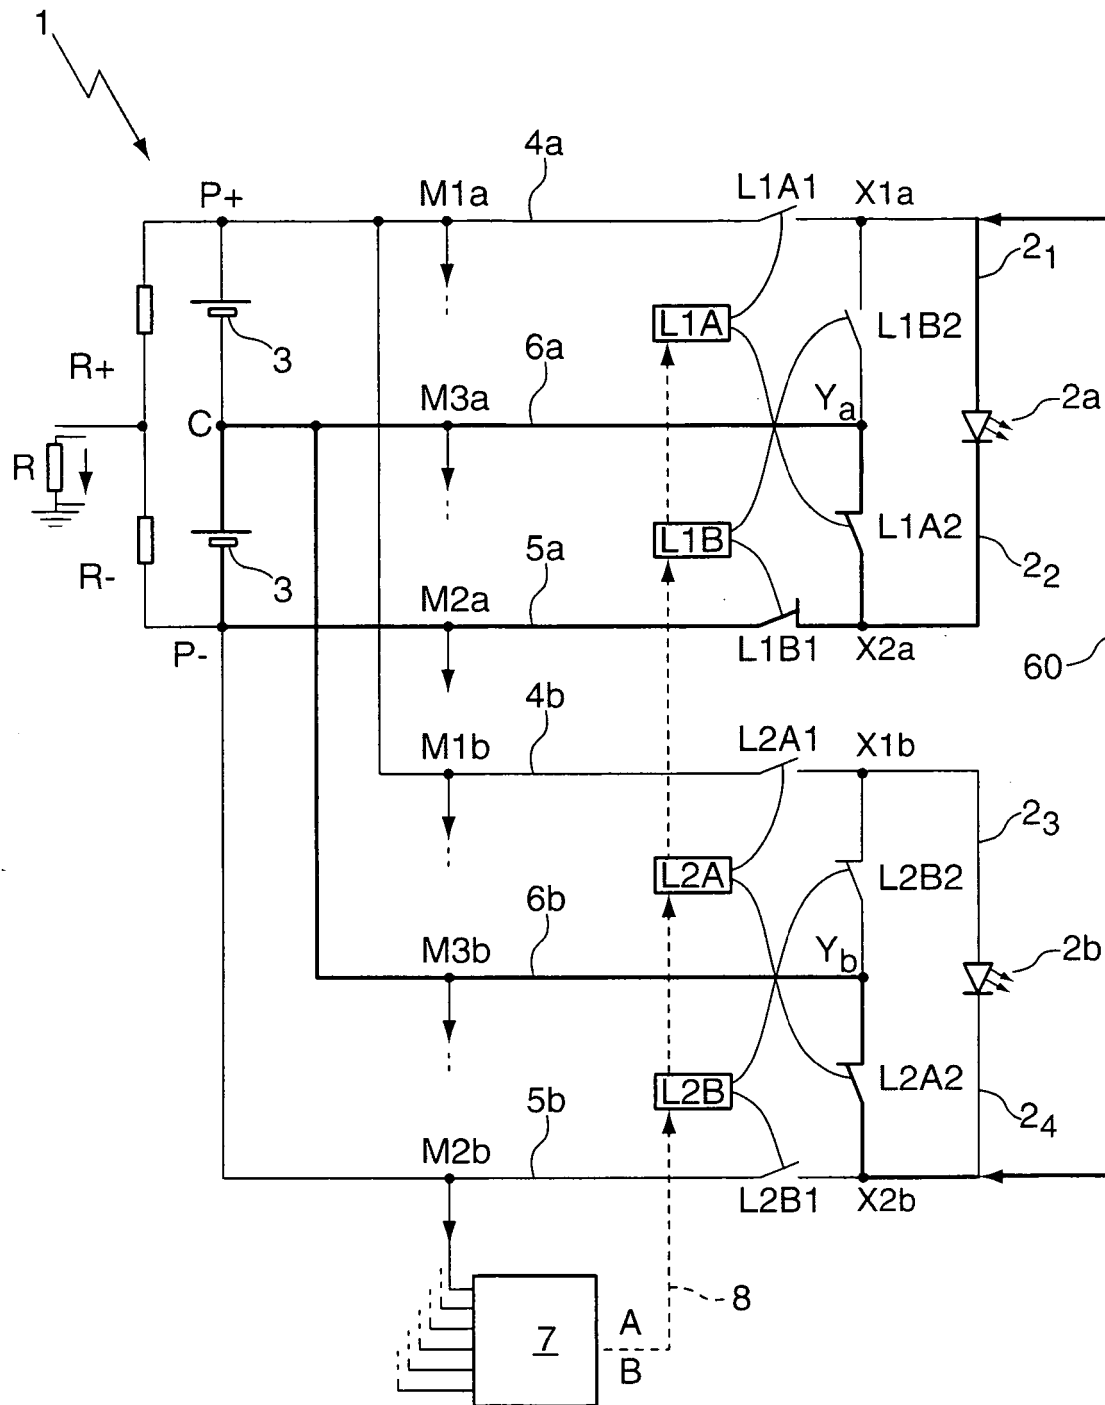 1
4a
P+
M1a
L1A1
X1a
2₁
L1A
L1B2
3
R+
6a
M3a
Yₐ
2a
C
R
L1B
L1A2
5a
2₂
R-
3
M2a
P-
L1B1
X2a
60
4b
M1b
L2A1
X1b
2₃
L2A
L2B2
6b
M3b
Y_b
2b
L2B
L2A2
5b
2₄
M2b
L2B1
X2b
8
A
7
B